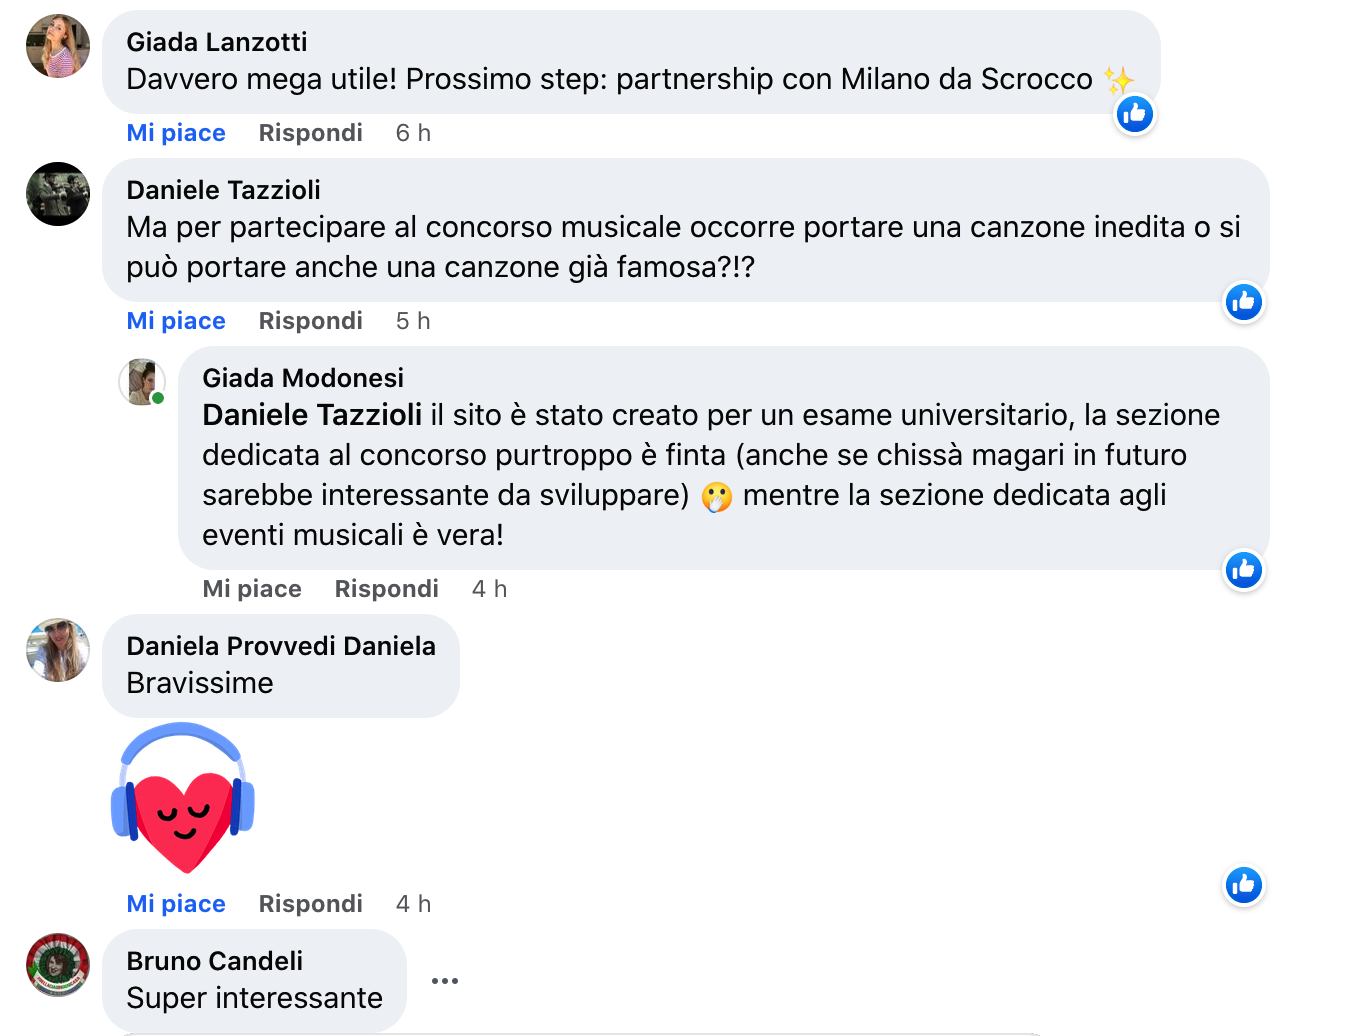 Giada Lanzotti
Davvero mega utile! Prossimo step: partnership con Milano da Scrocco ✨
Mi piace Rispondi 6 h
Daniele Tazzioli
Ma per partecipare al concorso musicale occorre portare una canzone inedita o si
può portare anche una canzone già famosa?!?
Mi piace Rispondi 5 h
Giada Modonesi
Daniele Tazzioli il sito è stato creato per un esame universitario, la sezione
dedicata al concorso purtroppo è finta (anche se chissà magari in futuro
sarebbe interessante da sviluppare) 🫢 mentre la sezione dedicata agli
eventi musicali è vera!
Mi piace Rispondi 4 h
Daniela Provvedi Daniela
Bravissime
Mi piace Rispondi 4 h
Bruno Candeli
Super interessante